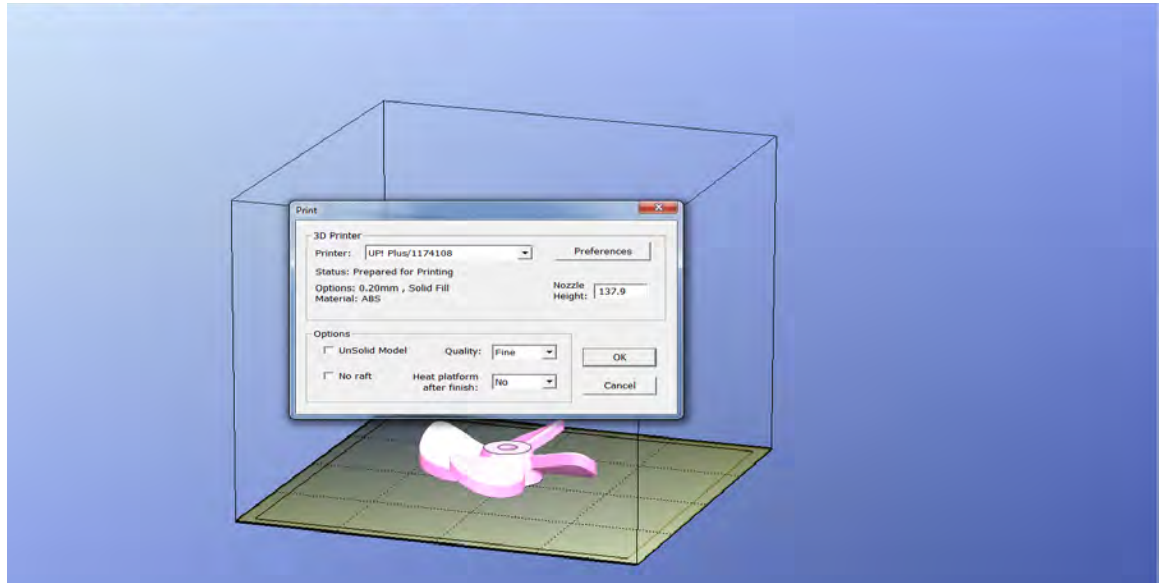 Print
3D Printer
Printer: UP! Plus/1174108
Preferences
Status: Prepared for Printing
Options: 0.20mm , Solid Fill
Material: ABS
Nozzle
Height: 137.9
Options
UnSolid Model
Quality: Fine
OK
No raft
Heat platform
after finish: No
Cancel